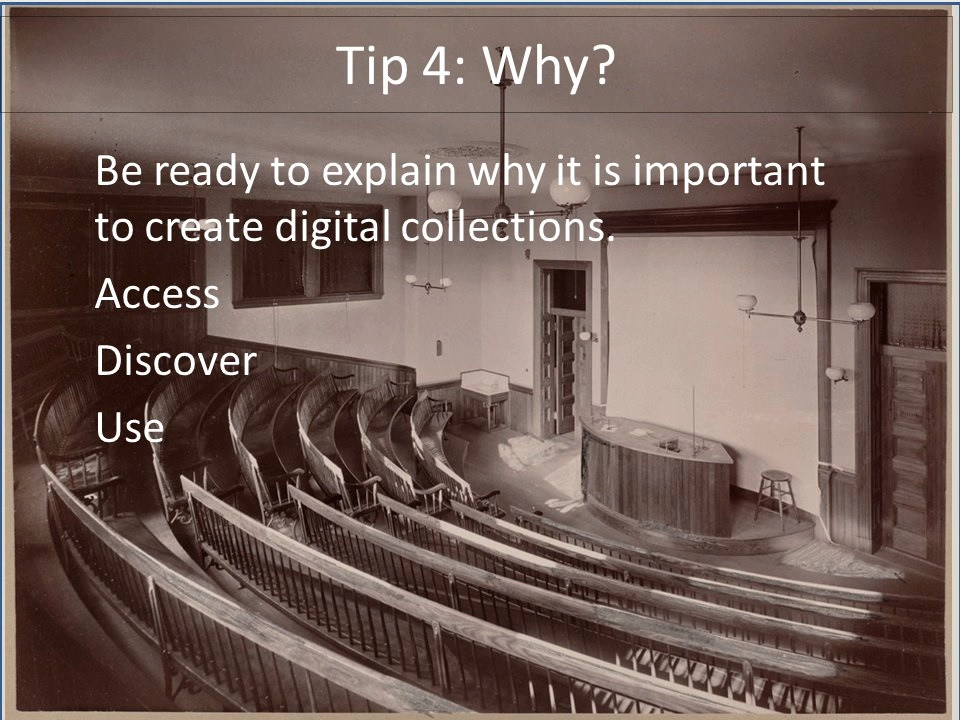 Tip 4: Why?
Be ready to explain why it is important
to create digital collections.
Access
Discover
Use